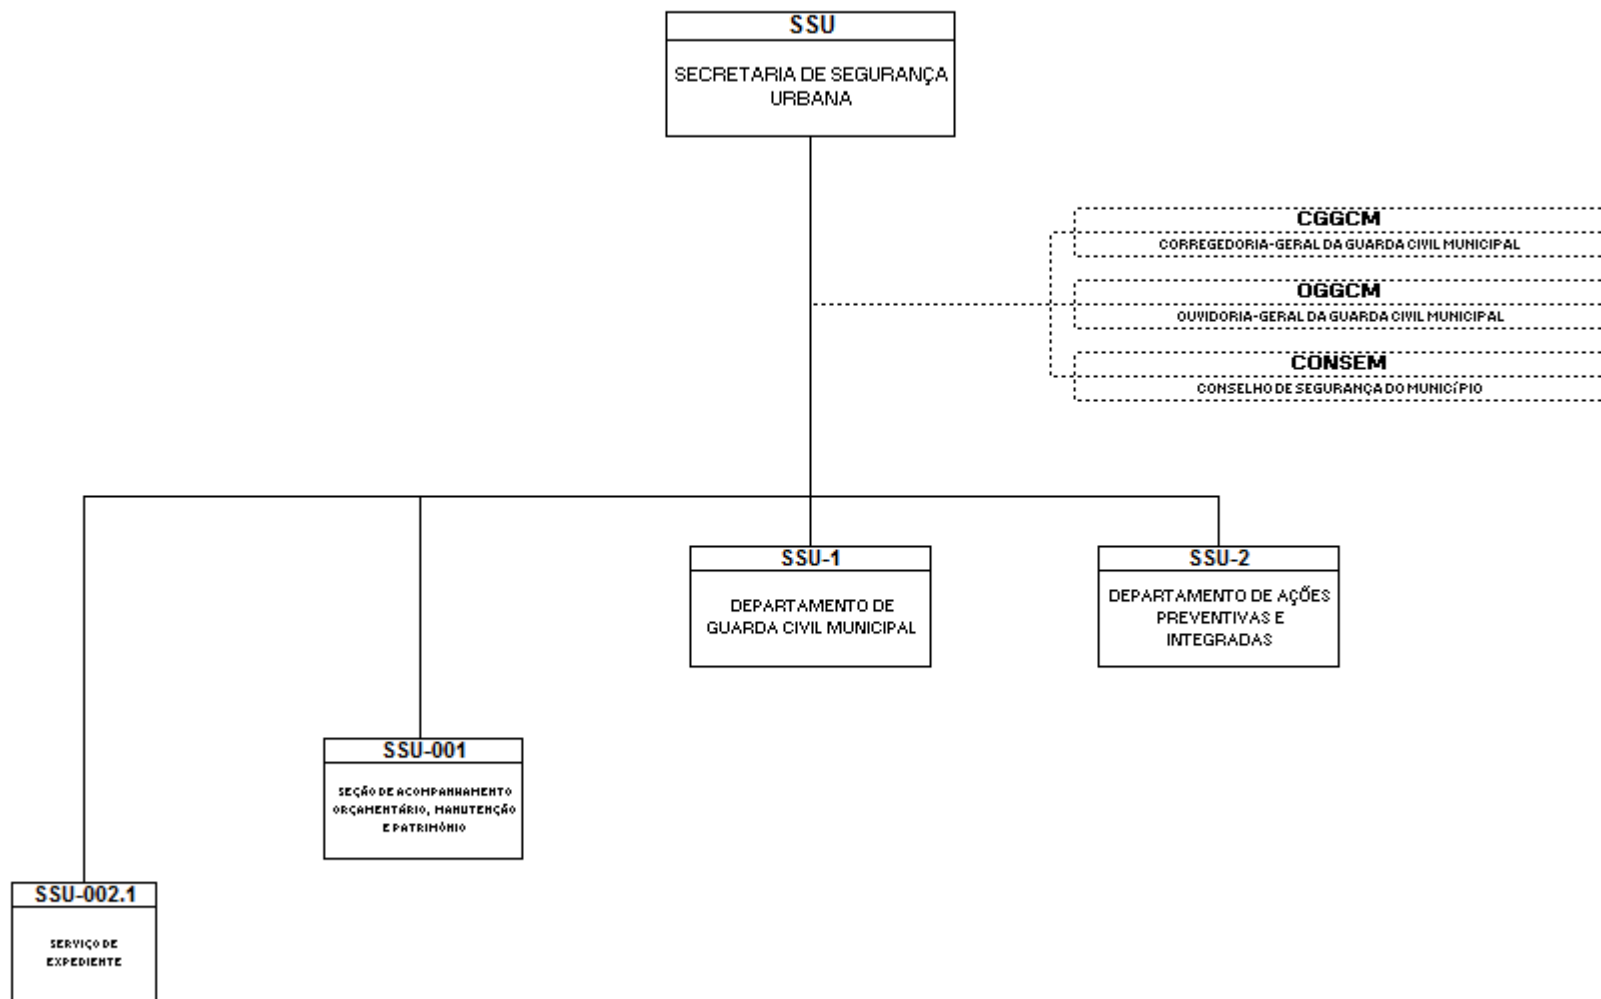 SSU
SECRETARIA DE SEGURANÇA
URBANA
CGGCM
CORREGEDORIA-GERAL DA GUARDA CIVIL MUNICIPAL
OGGCM
OUVIDORIA-GERAL DA GUARDA CIVIL MUNICIPAL
CONSEM
CONSELHO DE SEGURANÇA DO MUNICÍPIO
SSU-1
DEPARTAMENTO DE
GUARDA CIVIL MUNICIPAL
SSU-2
DEPARTAMENTO DE AÇÕES
PREVENTIVAS E
INTEGRADAS
SSU-001
SEÇÃO DE ACOMPANHAMENTO
ORÇAMENTÁRIO, MANUTENÇÃO
E PATRIMÔNIO
SSU-002.1
SERVIÇO DE
EXPEDIENTE